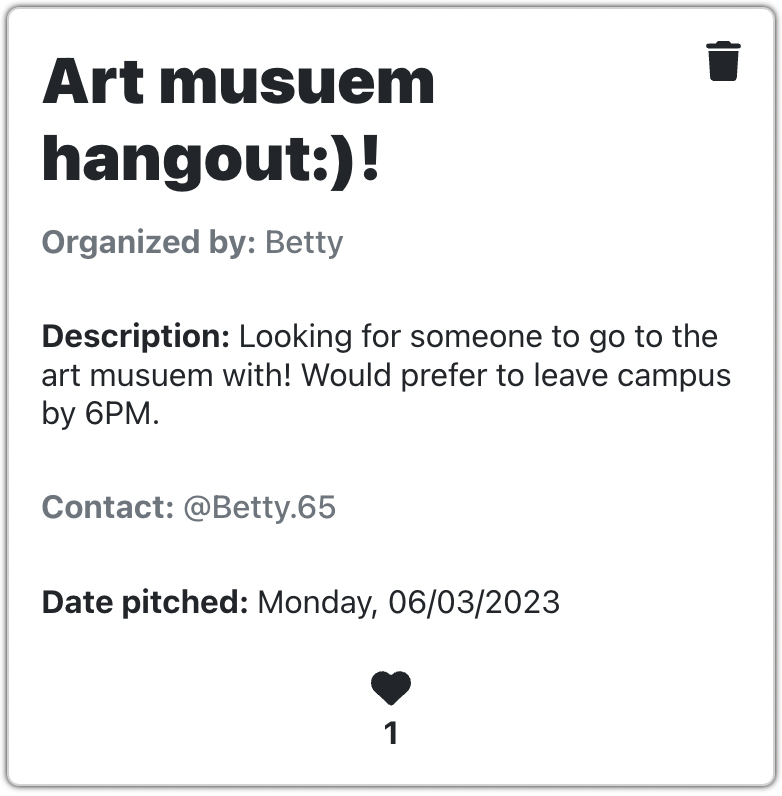 Art musuem
hangout:)!
Organized by: Betty
Description: Looking for someone to go to the
art musuem with! Would prefer to leave campus
by 6PM.
Contact: @Betty.65
Date pitched: Monday, 06/03/2023
1